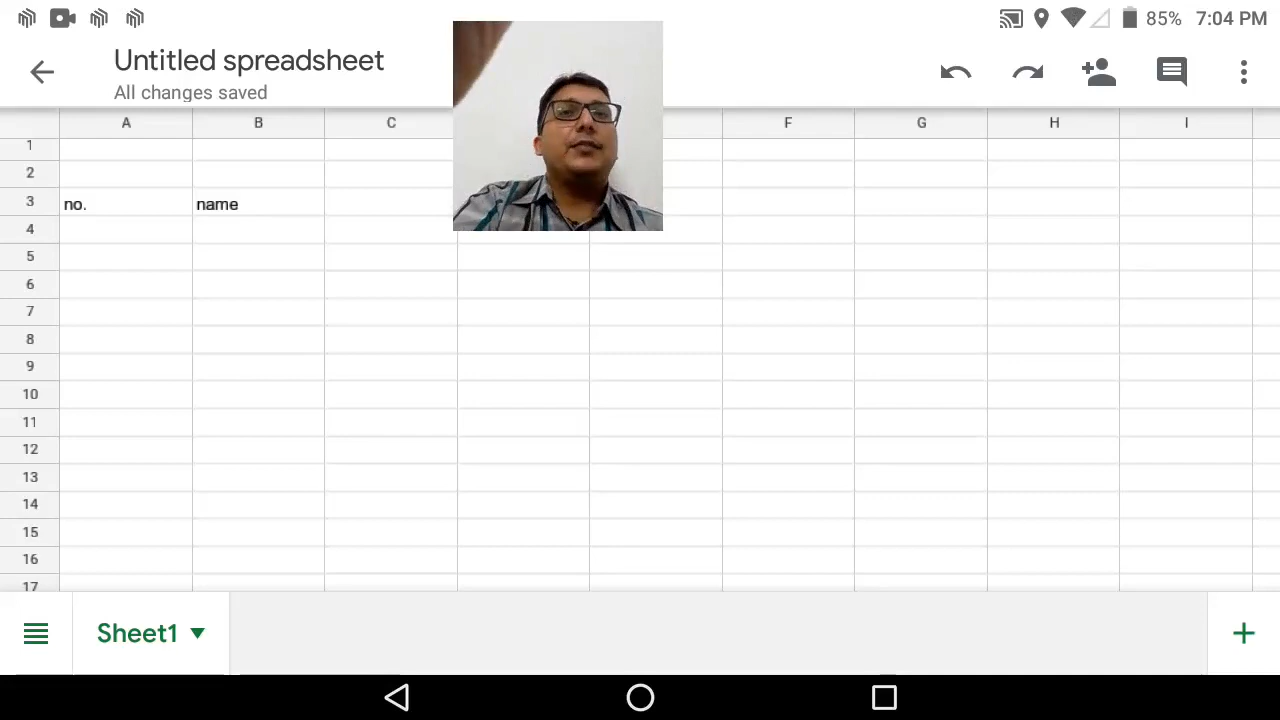 85% 7:04 PM
Untitled spreadsheet
All changes saved
A B C F G H I
1
2
3 no. name
4
5
6
7
8
9
10
11
12
13
14
15
16
17
Sheet1